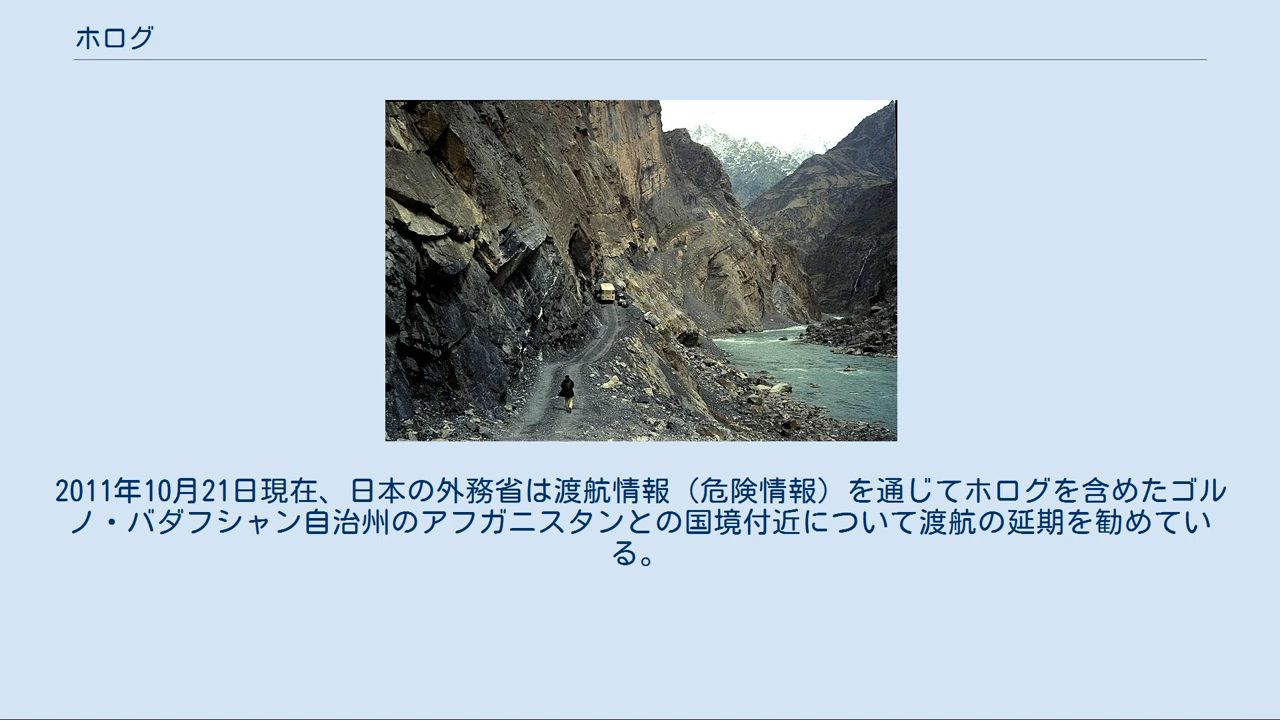 ホログ
2011年10月21日現在、日本の外務省は渡航情報（危険情報）を通じてホログを含めたゴル
ノ・バダフシャン自治州のアフガニスタンとの国境付近について渡航の延期を勧めてい
る。